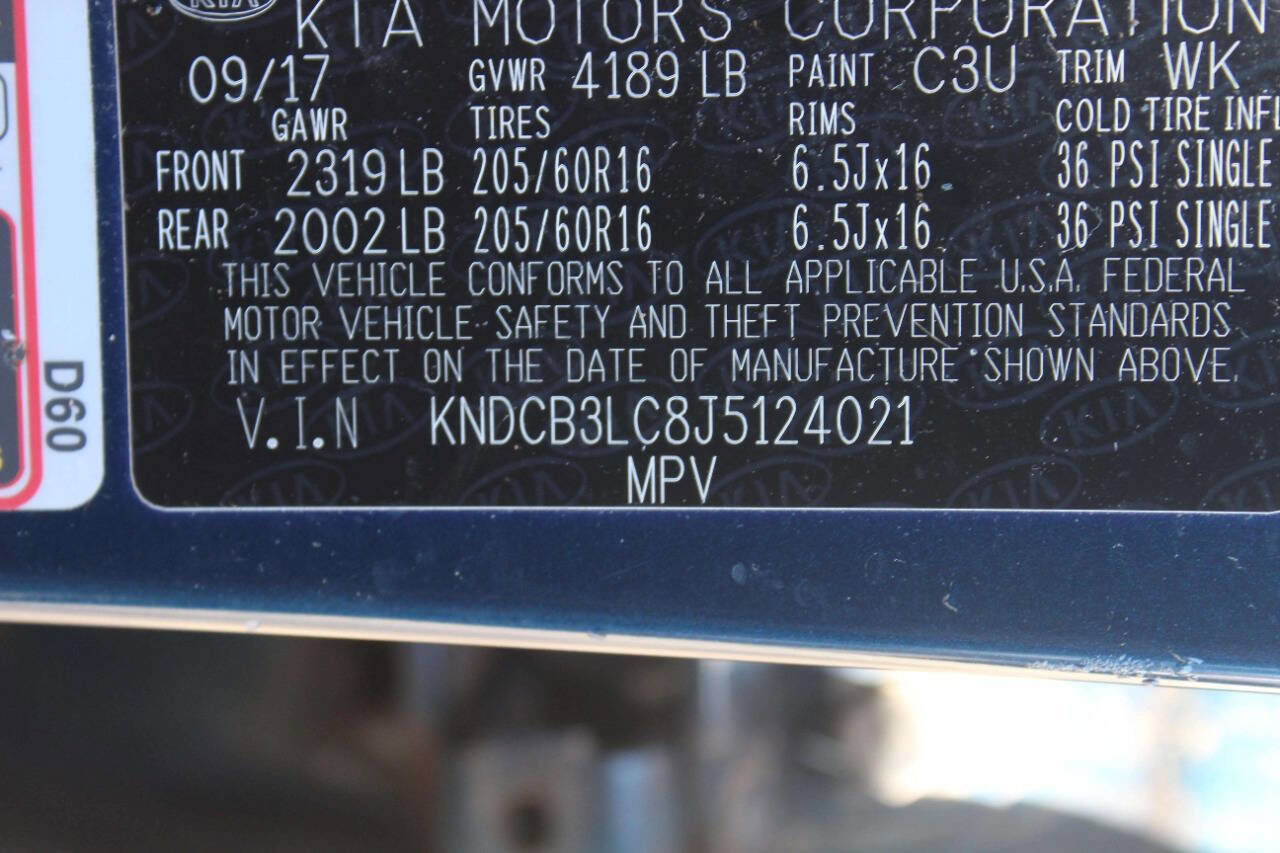 KIA
KIA MOTORS CORPORATION
09/17 GVWR 4189 LB PAINT C3U TRIM WK
GAWR TIRES RIMS COLD TIRE INFL
FRONT 2319 LB 205/60R16 6.5Jx16 36 PSI SINGLE
REAR 2002 LB 205/60R16 6.5Jx16 36 PSI SINGLE
THIS VEHICLE CONFORMS TO ALL APPLICABLE U.S.A. FEDERAL
MOTOR VEHICLE SAFETY AND THEFT PREVENTION STANDARDS
IN EFFECT ON THE DATE OF MANUFACTURE SHOWN ABOVE.
V.I.N KNDCB3LC8J5124021
MPV
D60